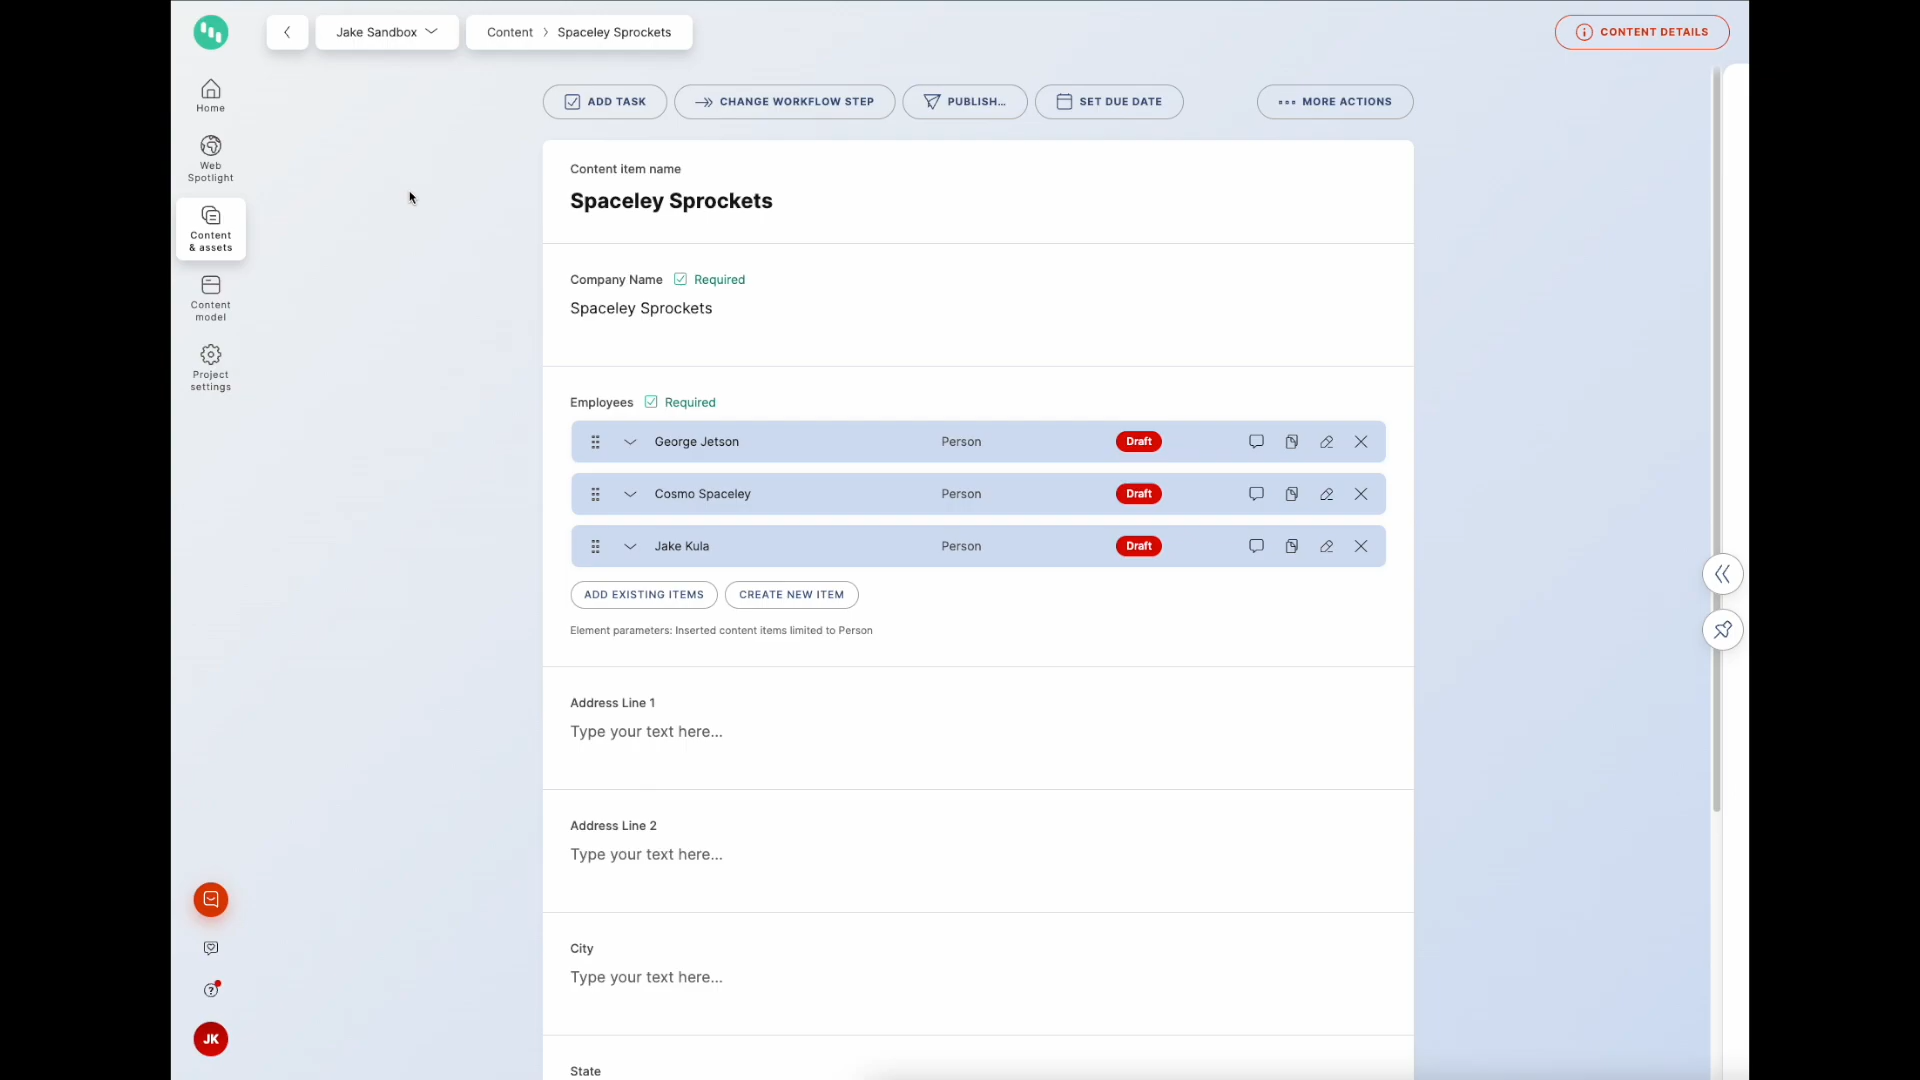 Jake Sandbox
Content > Spaceley Sprockets
CONTENT DETAILS
Home
Web
Spotlight
Content
& assets
Content
model
Project
settings
JK
ADD TASK
CHANGE WORKFLOW STEP
PUBLISH...
SET DUE DATE
MORE ACTIONS
Content item name
Spaceley Sprockets
Company Name Required
Spaceley Sprockets
Employees Required
George Jetson Person Draft
Cosmo Spaceley Person Draft
Jake Kula Person Draft
ADD EXISTING ITEMS CREATE NEW ITEM
Element parameters: Inserted content items limited to Person
Address Line 1
Type your text here...
Address Line 2
Type your text here...
City
Type your text here...
State